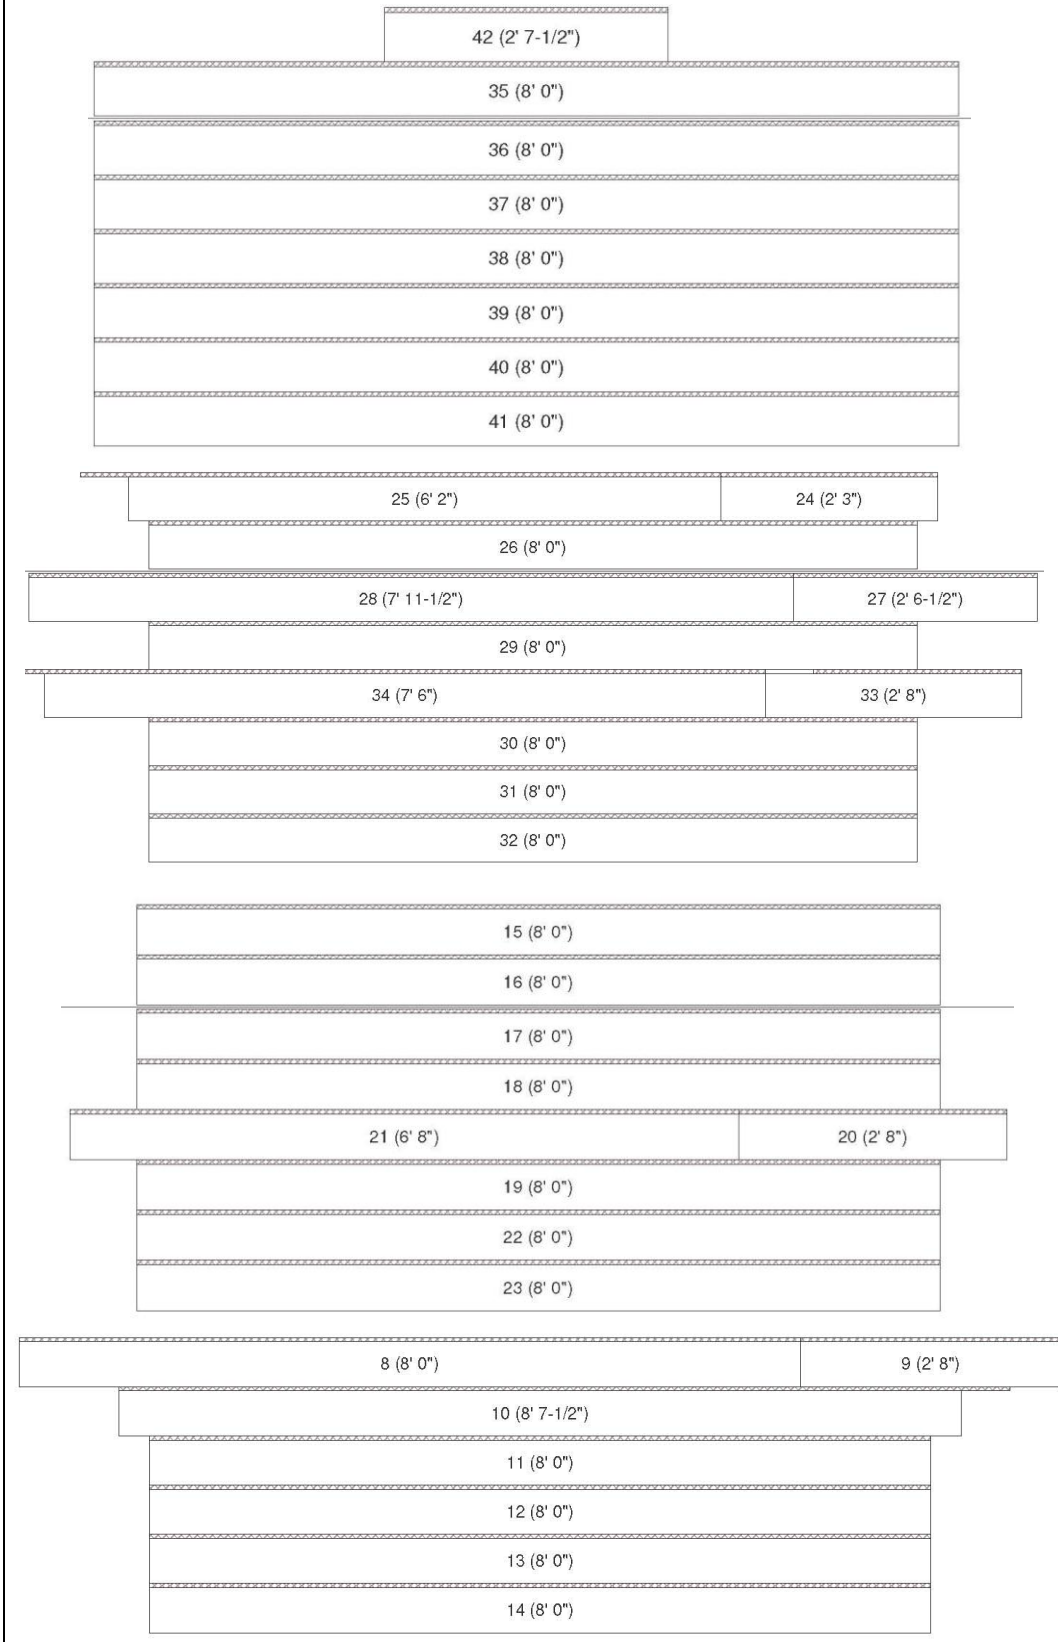 42 (2' 7-1/2")
35 (8' 0")
36 (8' 0")
37 (8' 0")
38 (8' 0")
39 (8' 0")
40 (8' 0")
41 (8' 0")
25 (6' 2") 24 (2' 3")
26 (8' 0")
28 (7' 11-1/2") 27 (2' 6-1/2")
29 (8' 0")
34 (7' 6") 33 (2' 8")
30 (8' 0")
31 (8' 0")
32 (8' 0")
15 (8' 0")
16 (8' 0")
17 (8' 0")
18 (8' 0")
21 (6' 8") 20 (2' 8")
19 (8' 0")
22 (8' 0")
23 (8' 0")
8 (8' 0") 9 (2' 8")
10 (8' 7-1/2")
11 (8' 0")
12 (8' 0")
13 (8' 0")
14 (8' 0")